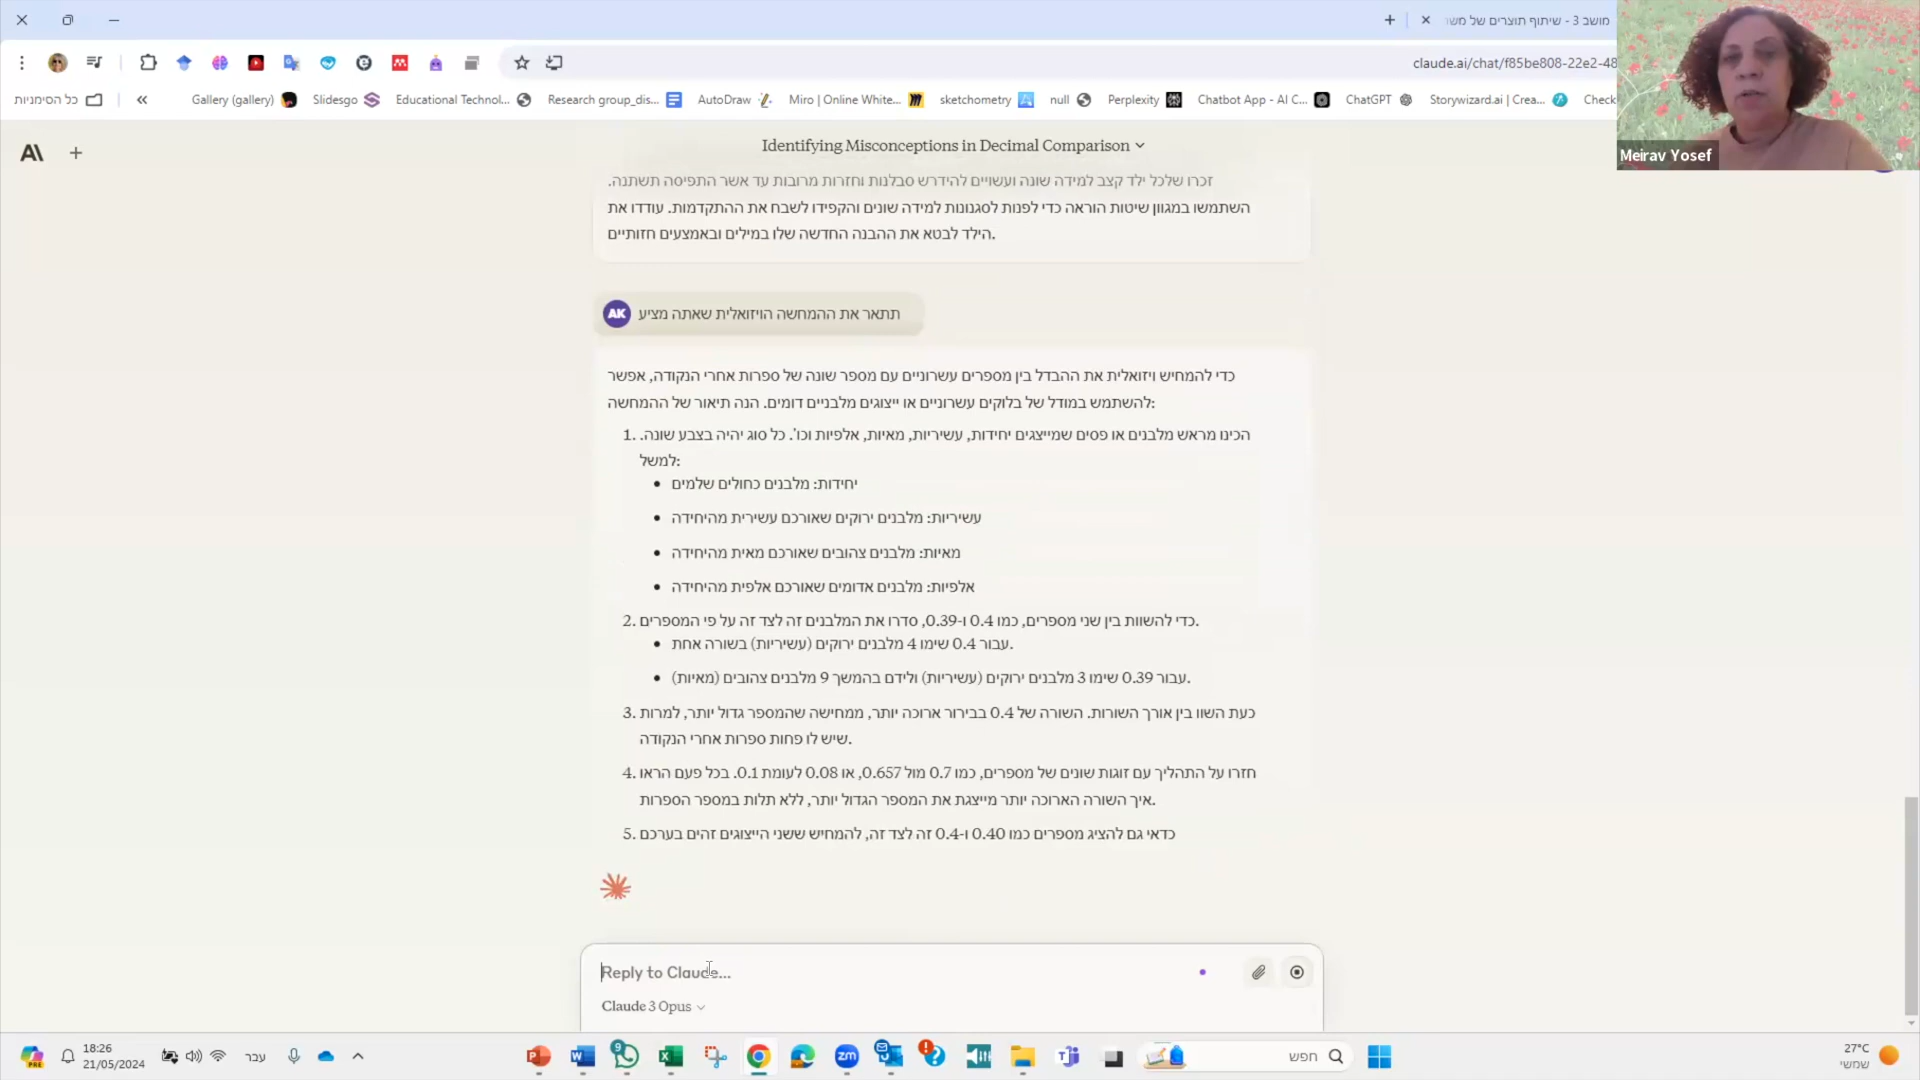 מושב 3 - שיתוף תוצרים של משו
claude.ai/chat/f85be808-22e2-48
כל הסימניות
Gallery (gallery)
Slidesgo
Educational Technol...
Research group_dis...
AutoDraw
Miro | Online White...
sketchometry
null
Perplexity
Chatbot App - AI C...
ChatGPT
Storywizard.ai | Crea...
Check
Meirav Yosef
Identifying Misconceptions in Decimal Comparison
זכרו שלכל ילד קצב למידה שונה ועשויים להידרש סבלנות וחזרות מרובות עד אשר התפיסה תשתנה.
השתמשו במגוון שיטות הוראה כדי לפנות לסגנונות למידה שונים והקפידו לשבח את ההתקדמות. עודדו את
הילד לבטא את ההבנה החדשה שלו במילים ובאמצעים חזותיים.
AK תתאר את ההמחשה הויזואלית שאתה מציע
כדי להמחיש ויזואלית את ההבדל בין מספרים עשרוניים עם מספר שונה של ספרות אחרי הנקודה, אפשר
להשתמש במודל של בלוקים עשרוניים או ייצוגים מלבניים דומים. הנה תיאור של ההמחשה:
1. הכינו מראש מלבנים או פסים שמייצגים יחידות, עשיריות, מאיות, אלפיות וכו'. כל סוג יהיה בצבע שונה.
למשל:
• יחידות: מלבנים כחולים שלמים
• עשיריות: מלבנים ירוקים שאורכם עשירית מהיחידה
• מאיות: מלבנים צהובים שאורכם מאית מהיחידה
• אלפיות: מלבנים אדומים שאורכם אלפית מהיחידה
2. כדי להשוות בין שני מספרים, כמו 0.4 ו-0.39, סדרו את המלבנים זה לצד זה על פי המספרים.
• עבור 0.4 שימו 4 מלבנים ירוקים (עשיריות) בשורה אחת.
• עבור 0.39 שימו 3 מלבנים ירוקים (עשיריות) ולידם בהמשך 9 מלבנים צהובים (מאיות).
3. כעת השוו בין אורך השורות. השורה של 0.4 בבירור ארוכה יותר, ממחישה שהמספר גדול יותר, למרות
שיש לו פחות ספרות אחרי הנקודה.
4. חזרו על התהליך עם זוגות שונים של מספרים, כמו 0.7 מול 0.657, או 0.08 לעומת 0.1. בכל פעם הראו
איך השורה הארוכה יותר מייצגת את המספר הגדול יותר, ללא תלות במספר הספרות.
5. כדאי גם להציג מספרים כמו 0.40 ו-0.4 זה לצד זה, להמחיש ששני הייצוגים זהים בערכם
Reply to Claude...
Claude 3 Opus
18:26
21/05/2024
עבר
9
zm
חפש
27°C
שמשי
PRE